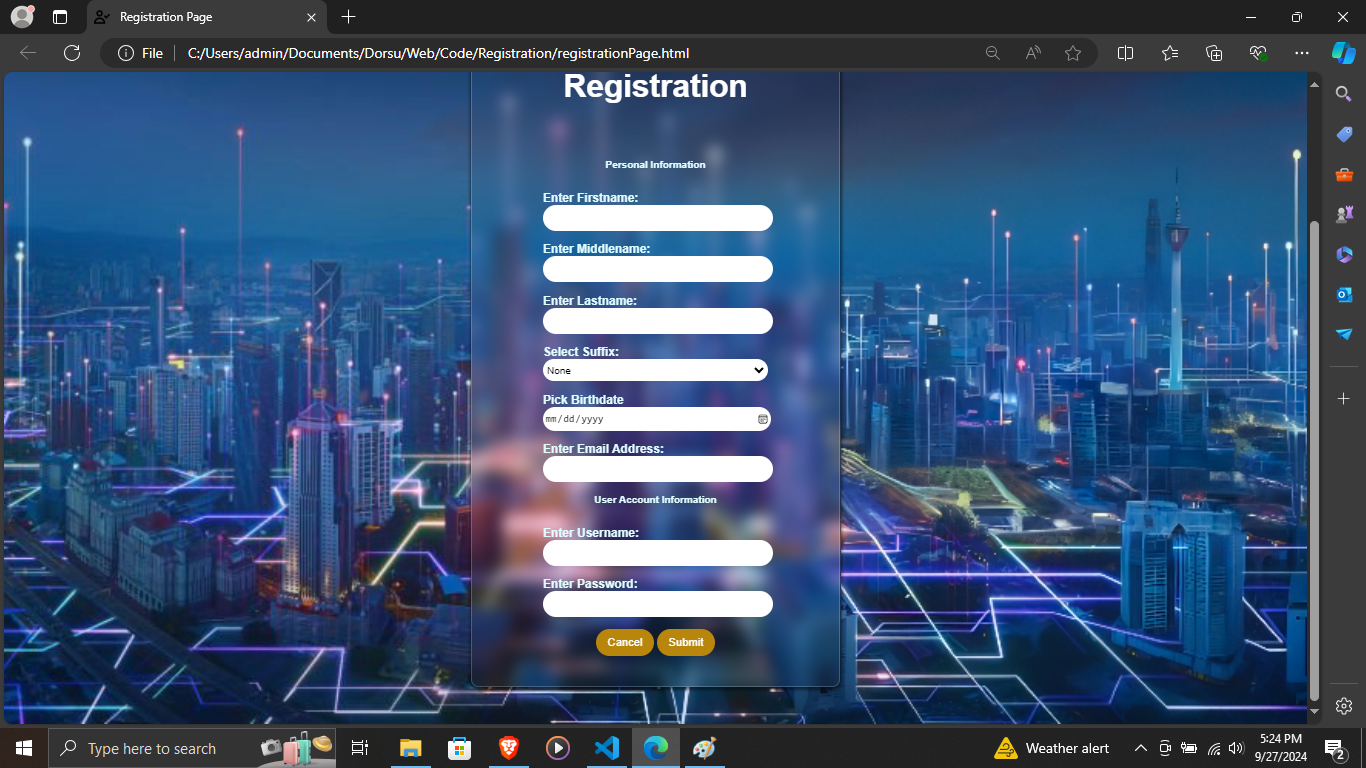 Registration Page
File
C:/Users/admin/Documents/Dorsu/Web/Code/Registration/registrationPage.html
Registration
Personal Information
Enter Firstname:
Enter Middlename:
Enter Lastname:
Select Suffix:
None
Pick Birthdate
mm/dd/yyyy
Enter Email Address:
User Account Information
Enter Username:
Enter Password:
Cancel Submit
Type here to search
Weather alert
5:24 PM
9/27/2024
2